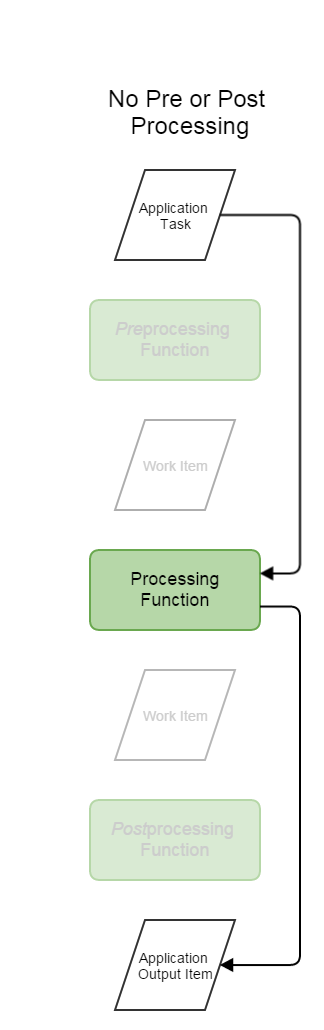 No Pre or Post
Processing
Application
Task
Preprocessing
Function
Work Item
Processing
Function
Work Item
Postprocessing
Function
Application
Output Item